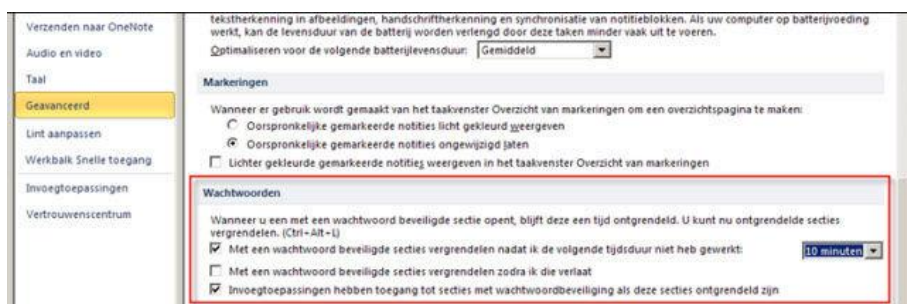 Verzenden naar OneNote
Audio en video
Taal
Geavanceerd
Lint aanpassen
Werkbalk Snelle toegang
Invoegtoepassingen
Vertrouwenscentrum
tekstherkenning in afbeeldingen, handschriftherkenning en synchronisatie van notitieblokken. Als uw computer op batterijvoeding
werkt, kan de levensduur van de batterij worden verlengd door deze taken minder vaak uit te voeren.
Optimaliseren voor de volgende batterijlevensduur: Gemiddeld
Markeringen
Wanneer er gebruik wordt gemaakt van het taakvenster Overzicht van markeringen om een overzichtspagina te maken:
Oorspronkelijke gemarkeerde notities licht gekleurd weergeven
Oorspronkelijke gemarkeerde notities ongewijzigd laten
Lichter gekleurde gemarkeerde notities weergeven in het taakvenster Overzicht van markeringen
Wachtwoorden
Wanneer u een met een wachtwoord beveiligde sectie opent, blijft deze een tijd ontgrendeld. U kunt nu ontgrendelde secties
vergrendelen. (Ctrl+Alt+L)
Met een wachtwoord beveiligde secties vergrendelen nadat ik de volgende tijdsduur niet heb gewerkt: 10 minuten
Met een wachtwoord beveiligde secties vergrendelen zodra ik die verlaat
Invoegtoepassingen hebben toegang tot secties met wachtwoordbeveiliging als deze secties ontgrendeld zijn